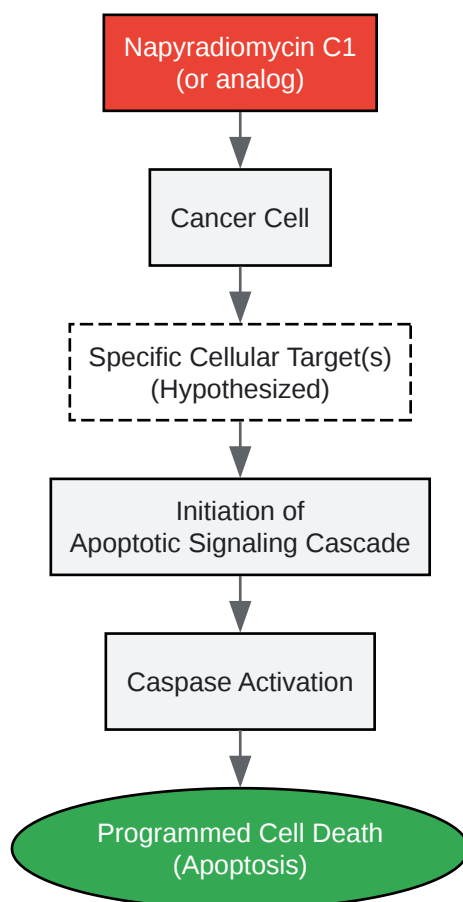 Napyradiomycin C1
(or analog)
Cancer Cell
Specific Cellular Target(s)
(Hypothesized)
Initiation of
Apoptotic Signaling Cascade
Caspase Activation
Programmed Cell Death
(Apoptosis)